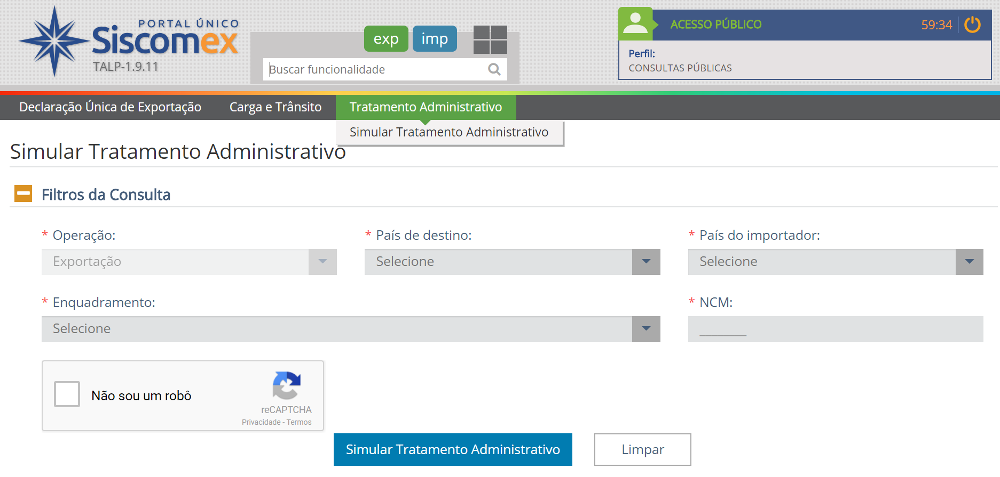 PORTAL ÚNICO
Siscomex
TALP-1.9.11
exp imp
Buscar funcionalidade
ACESSO PÚBLICO 59:34
Perfil:
CONSULTAS PÚBLICAS
Declaração Única de Exportação Carga e Trânsito Tratamento Administrativo
Simular Tratamento Administrativo
Simular Tratamento Administrativo
Filtros da Consulta
* Operação: * País de destino: * País do importador:
Exportação Selecione Selecione
* Enquadramento: * NCM:
Selecione ________
Não sou um robô
reCAPTCHA
Privacidade - Termos
Simular Tratamento Administrativo Limpar